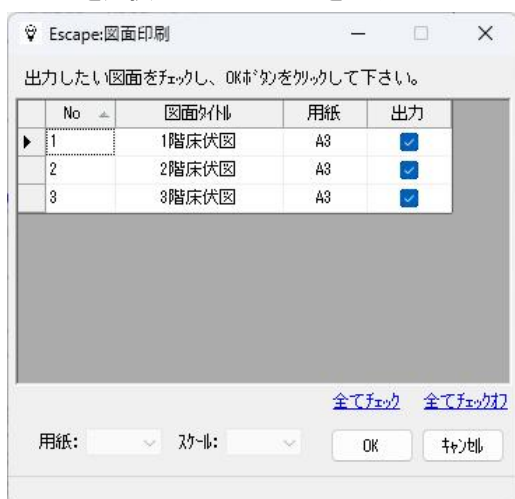 Escape:図面印刷
出力したい図面をﾁｪｯｸし、OKﾎﾞﾀﾝをｸﾘｯｸして下さい。
No 図面ﾀｲﾄﾙ 用紙 出力
1 1階床伏図 A3
2 2階床伏図 A3
3 3階床伏図 A3
全てﾁｪｯｸ 全てﾁｪｯｸｵﾌ
用紙: ｽｹｰﾙ: OK ｷｬﾝｾﾙ